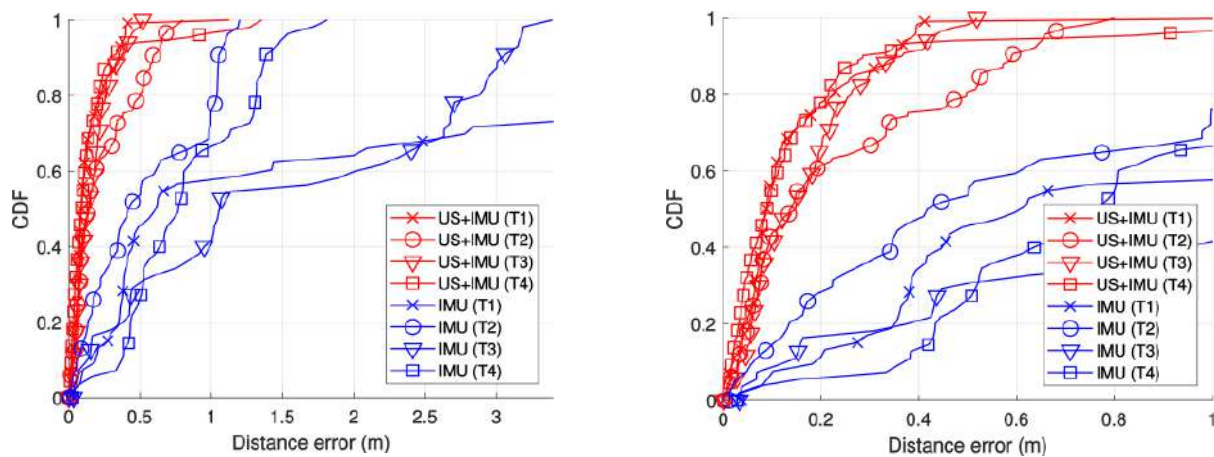 1
0.8
0.6
0.4
0.2
0
CDF
0 0.5 1 1.5 2 2.5 3
Distance error (m)
US+IMU (T1)
US+IMU (T2)
US+IMU (T3)
US+IMU (T4)
IMU (T1)
IMU (T2)
IMU (T3)
IMU (T4)
1
0.8
0.6
0.4
0.2
0
CDF
0 0.2 0.4 0.6 0.8 1
Distance error (m)
US+IMU (T1)
US+IMU (T2)
US+IMU (T3)
US+IMU (T4)
IMU (T1)
IMU (T2)
IMU (T3)
IMU (T4)